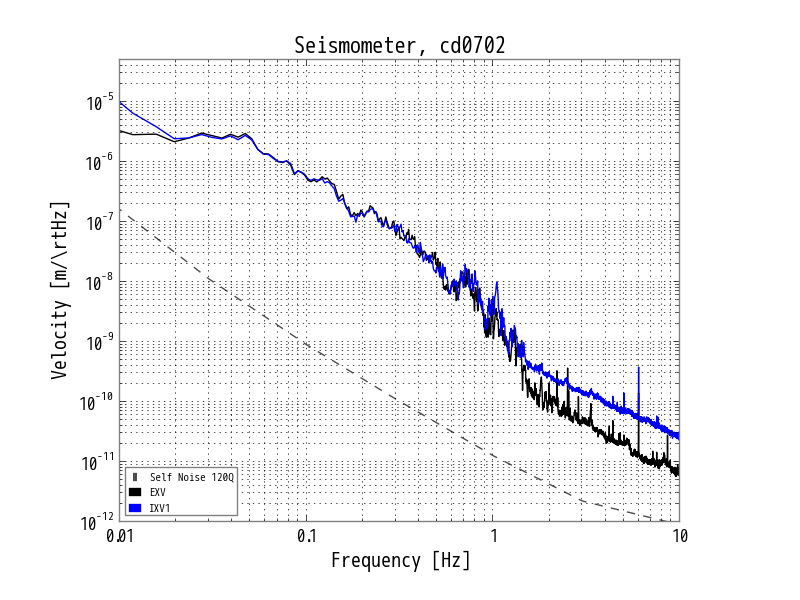 Seismometer, cd0702
Velocity [m/\rtHz]
10-5
10-6
10-7
10-8
10-9
10-10
10-11
10-12
Self Noise 120Q
EXV
IXV1
0.01 0.1 1 10
Frequency [Hz]